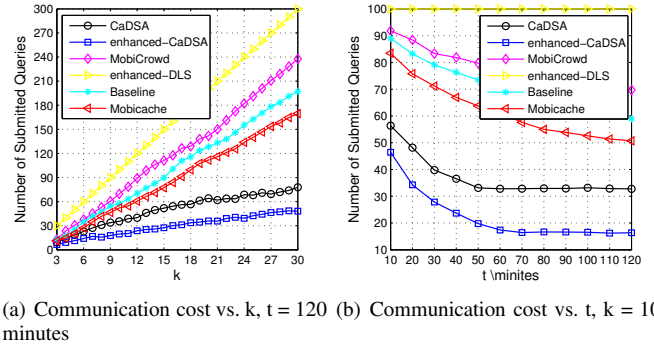 300
270
240
210
180
150
120
90
60
30
0
3 6 9 12 15 18 21 24 27 30
k
Number of Submitted Queries
CaDSA
enhanced−CaDSA
MobiCrowd
enhanced−DLS
Baseline
Mobicache
100
90
80
70
60
50
40
30
20
10
10 20 30 40 50 60 70 80 90 100 110 120
t \minites
Number of Submitted Queries
CaDSA
enhanced−CaDSA
MobiCrowd
enhanced−DLS
Baseline
Mobicache
(a) Communication cost vs. k, t = 120
minutes
(b) Communication cost vs. t, k = 10